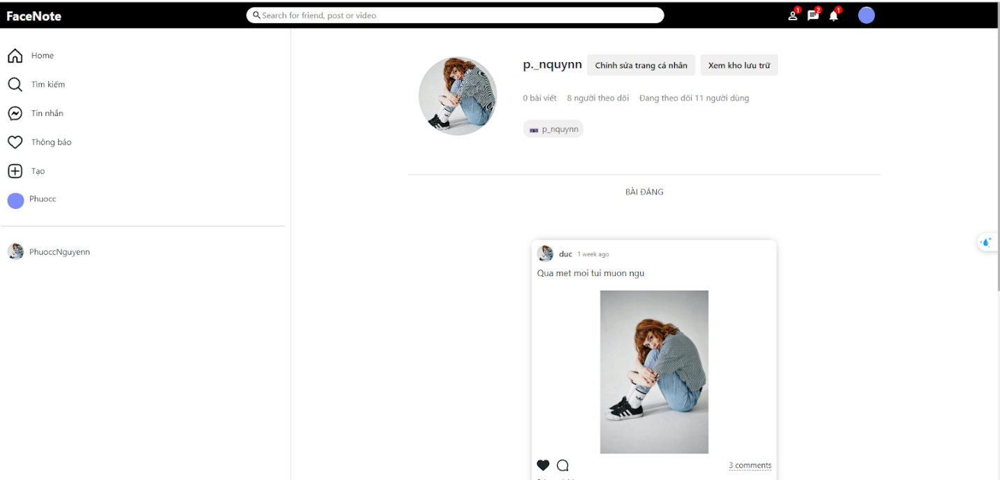 FaceNote
Search for friend, post or video
1
2
1
Home
Tìm kiếm
Tin nhắn
Thông báo
Tạo
Phuocc
PhuoccNguyenn
p._nquynn
Chỉnh sửa trang cá nhân
Xem kho lưu trữ
0 bài viết 8 người theo dõi Đang theo dõi 11 người dùng
p_nquynn
BÀI ĐĂNG
duc 1 week ago
Qua met moi tui muon ngu
3 comments